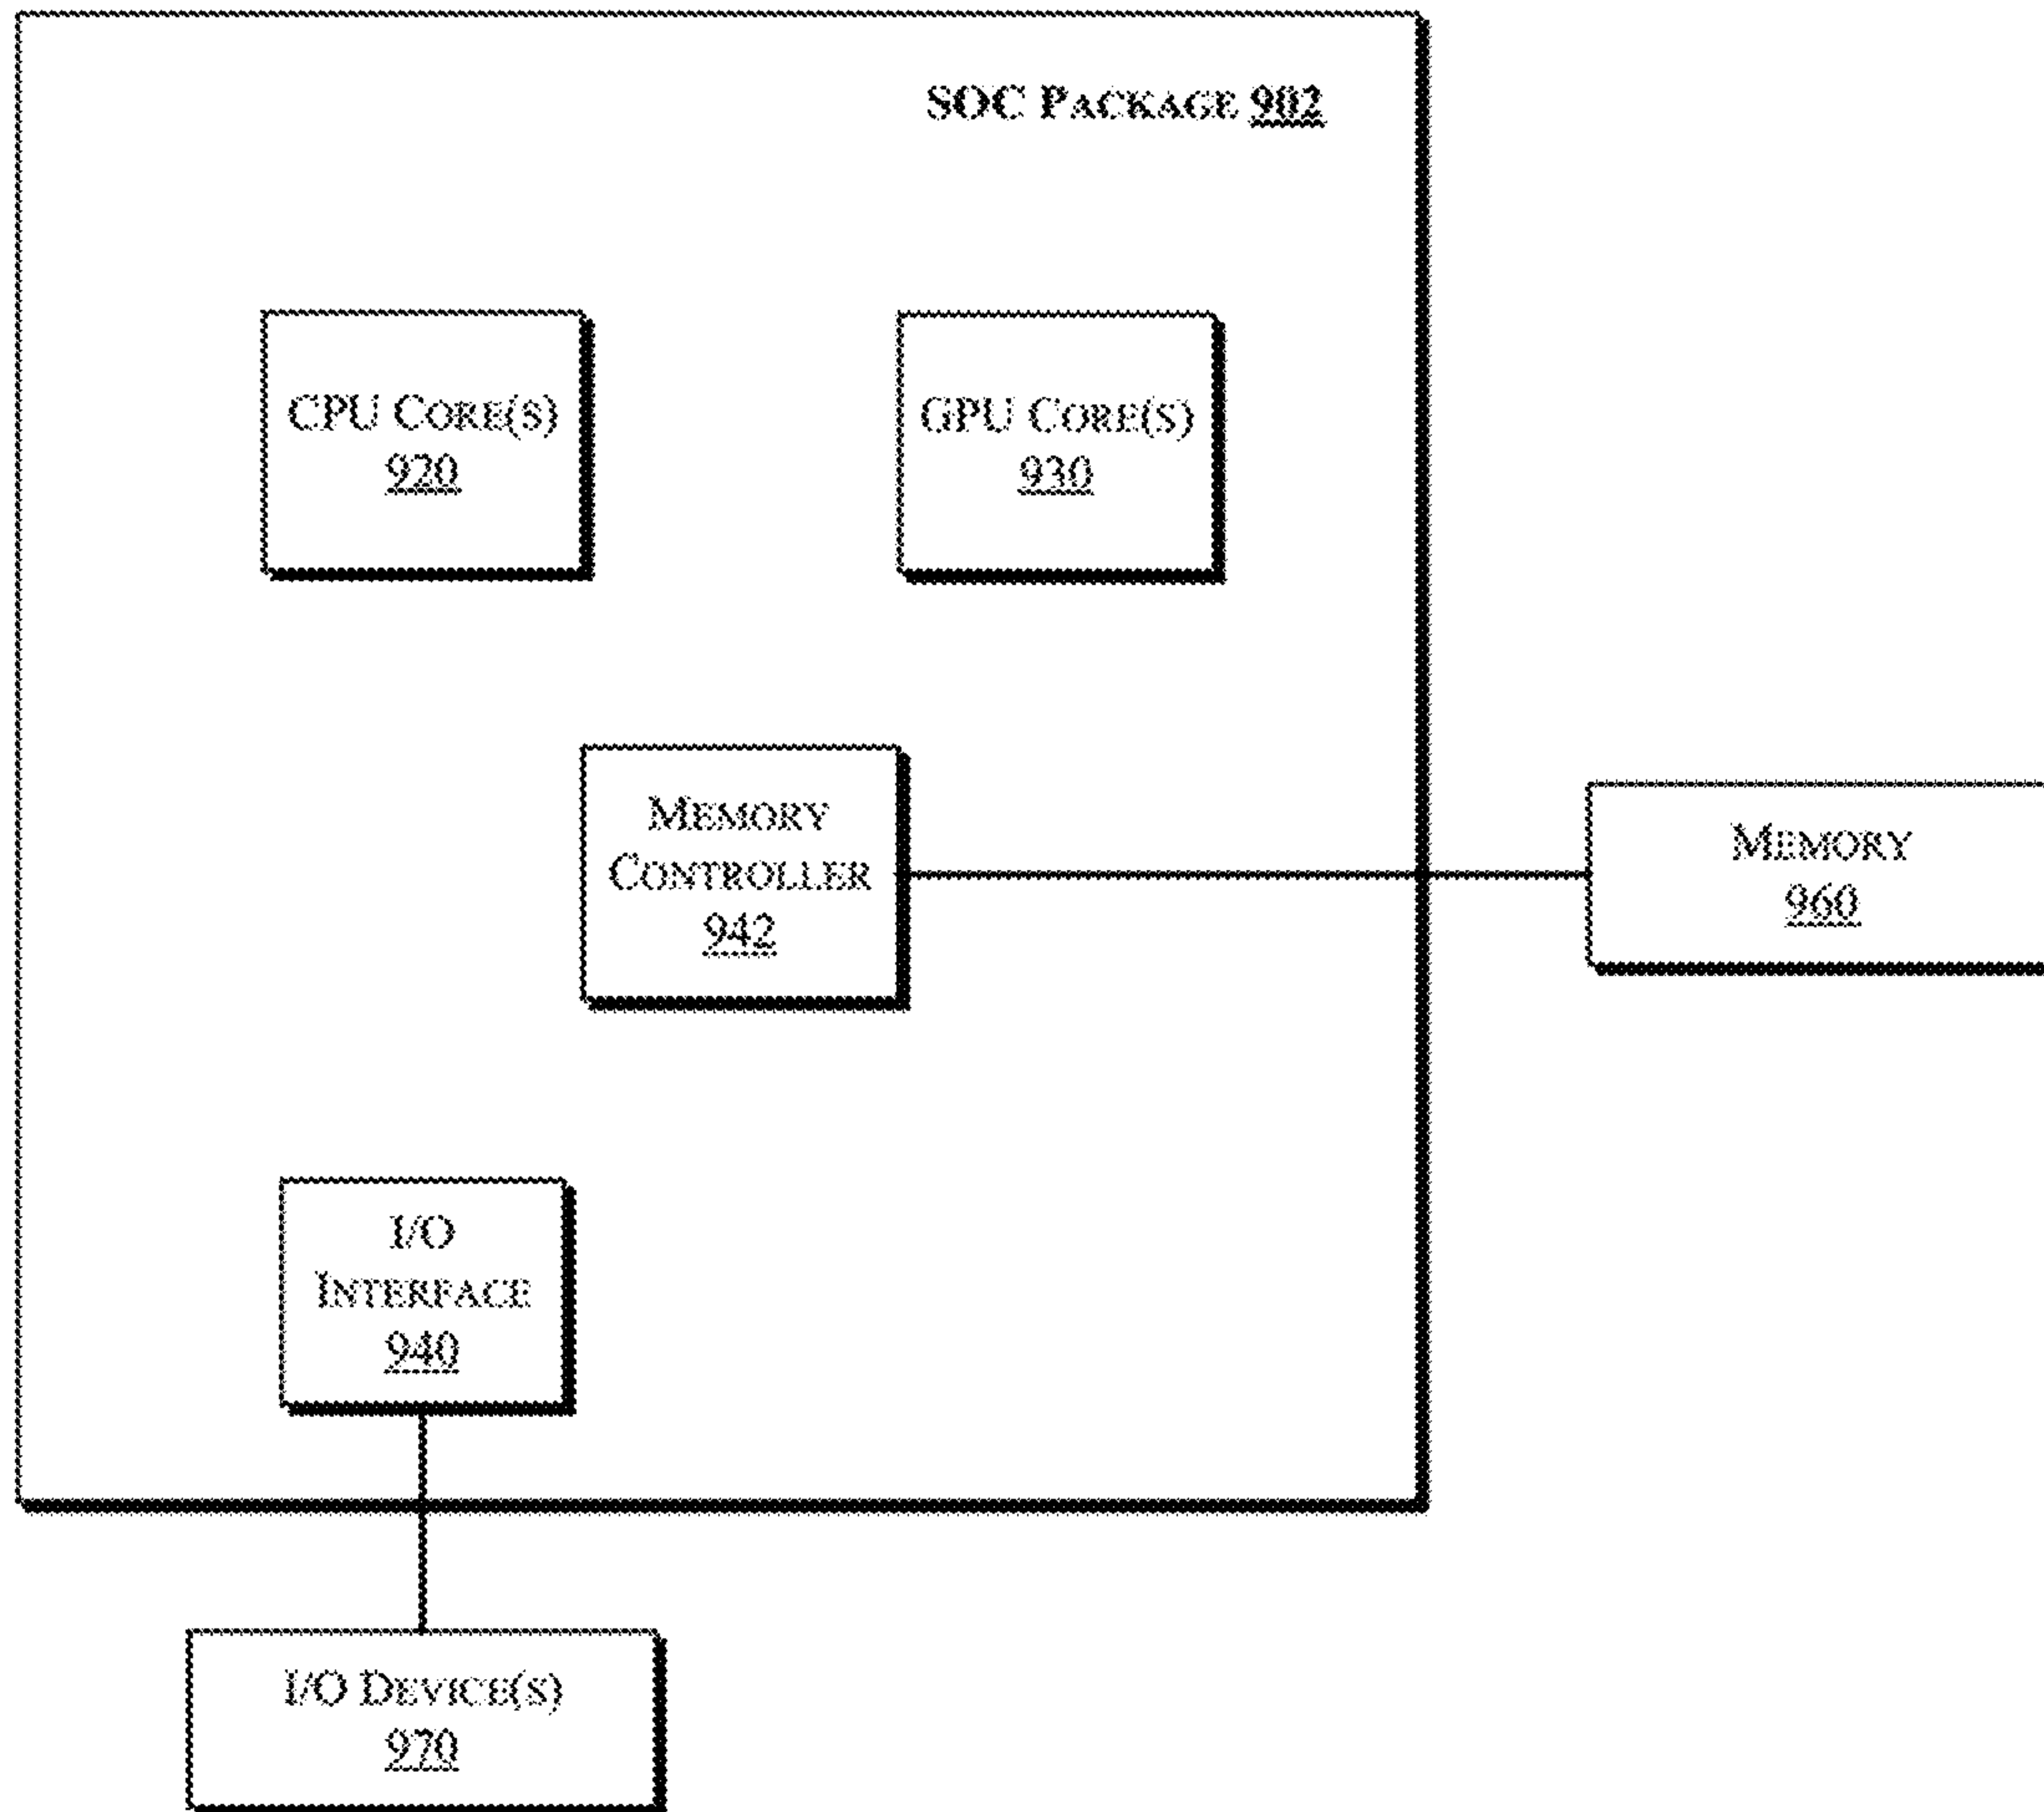 SOC PACKAGE 902
CPU CORE(S)
920
GPU CORE(S)
930
MEMORY
CONTROLLER
942
MEMORY
960
I/O
INTERFACE
940
I/O DEVICE(S)
970